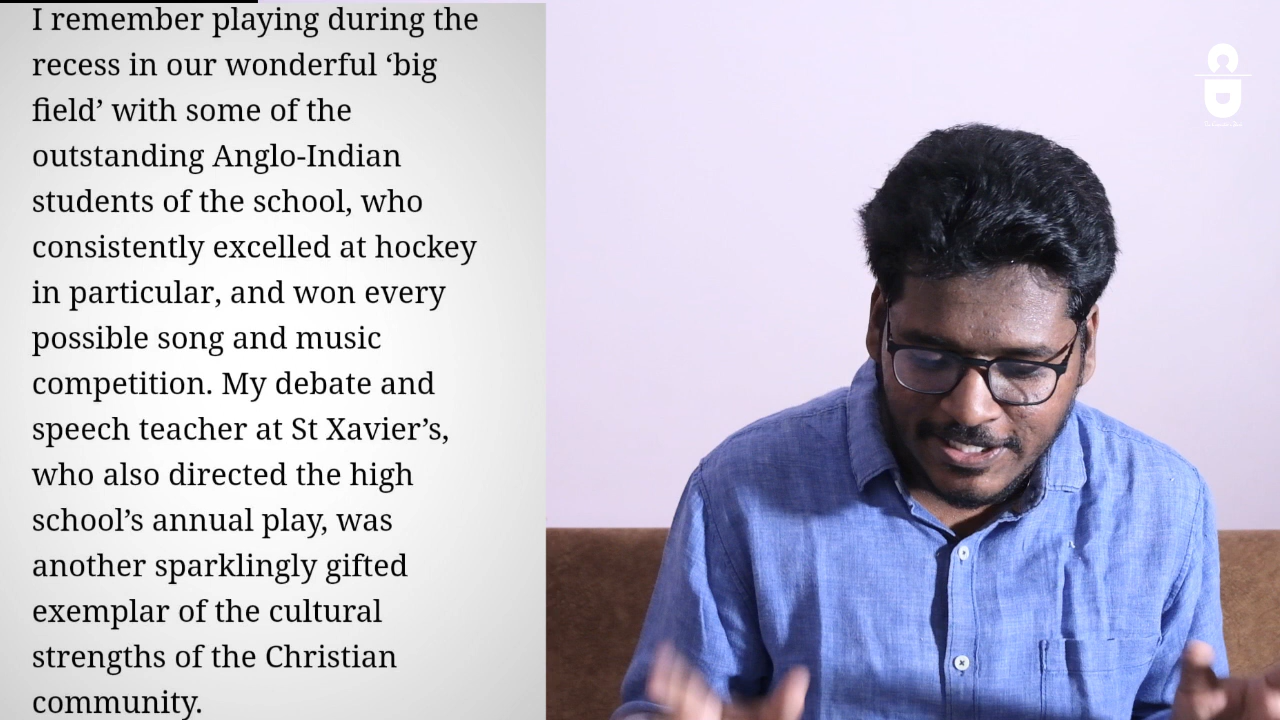 I remember playing during the
recess in our wonderful ‘big
field’ with some of the
outstanding Anglo-Indian
students of the school, who
consistently excelled at hockey
in particular, and won every
possible song and music
competition. My debate and
speech teacher at St Xavier’s,
who also directed the high
school’s annual play, was
another sparklingly gifted
exemplar of the cultural
strengths of the Christian
community.